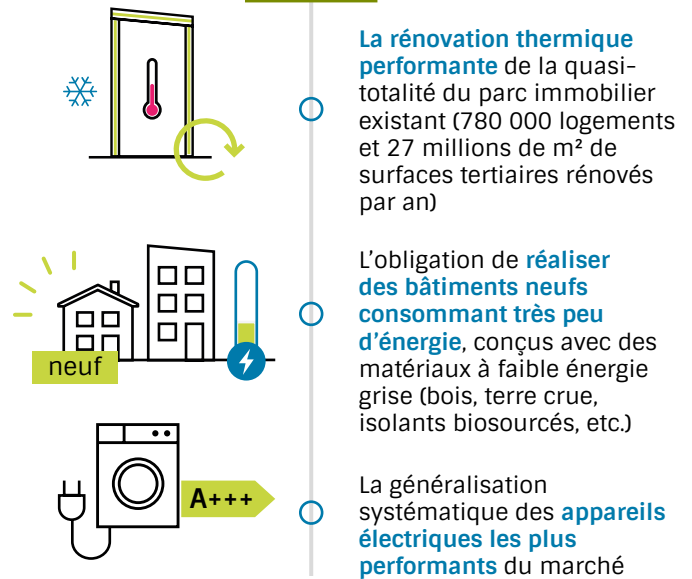 La rénovation thermique
performante de la quasi-
totalité du parc immobilier
existant (780 000 logements
et 27 millions de m² de
surfaces tertiaires rénovés
par an)
neuf
L’obligation de réaliser
des bâtiments neufs
consommant très peu
d’énergie, conçus avec des
matériaux à faible énergie
grise (bois, terre crue,
isolants biosourcés, etc.)
A+++
La généralisation
systématique des appareils
électriques les plus
performants du marché